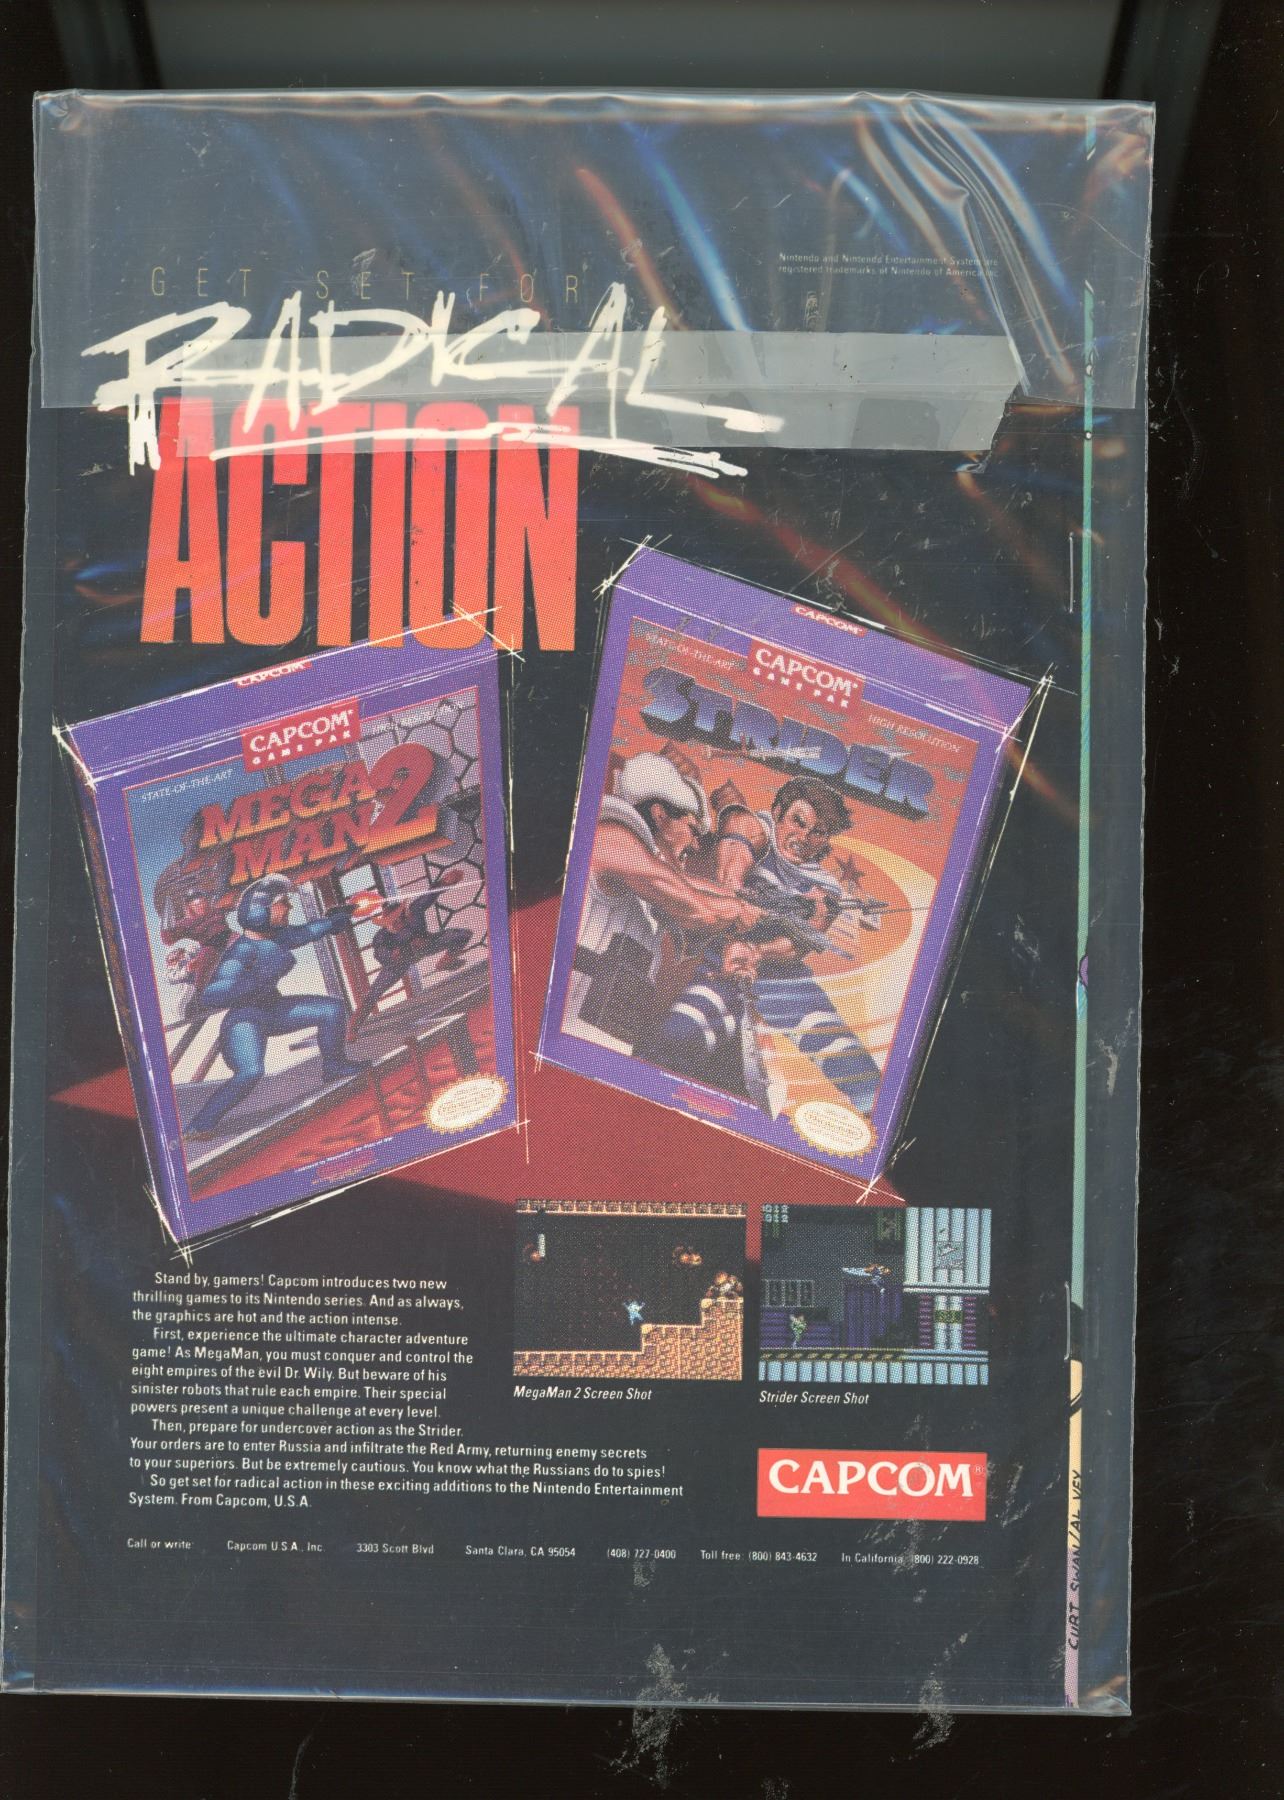 Nintendo and Nintendo Entertainment System are
registered trademarks of Nintendo of America Inc.
GET SET FOR
RADICAL
ACTION
CAPCOM
CAPCOM
GAME PAK
STATE-OF-THE-ART
MEGA
MAN 2
CAPCOM
STATE-OF-THE-ART
CAPCOM
GAME PAK
HIGH RESOLUTION
STRIDER
Stand by, gamers! Capcom introduces two new
thrilling games to its Nintendo series. And as always,
the graphics are hot and the action intense.
First, experience the ultimate character adventure
game! As MegaMan, you must conquer and control the
eight empires of the evil Dr. Wily. But beware of his
sinister robots that rule each empire. Their special
powers present a unique challenge at every level.
Then, prepare for undercover action as the Strider.
Your orders are to enter Russia and infiltrate the Red Army, returning enemy secrets
to your superiors. But be extremely cautious. You know what the Russians do to spies!
So get set for radical action in these exciting additions to the Nintendo Entertainment
System. From Capcom, U.S.A.
MegaMan 2 Screen Shot
Strider Screen Shot
CAPCOM®
Call or write: Capcom U.S.A., Inc. 3303 Scott Blvd Santa Clara, CA 95054 (408) 727-0400 Toll free (800) 843-4632 In California (800) 222-0928
CURT SWAN/AL VEY